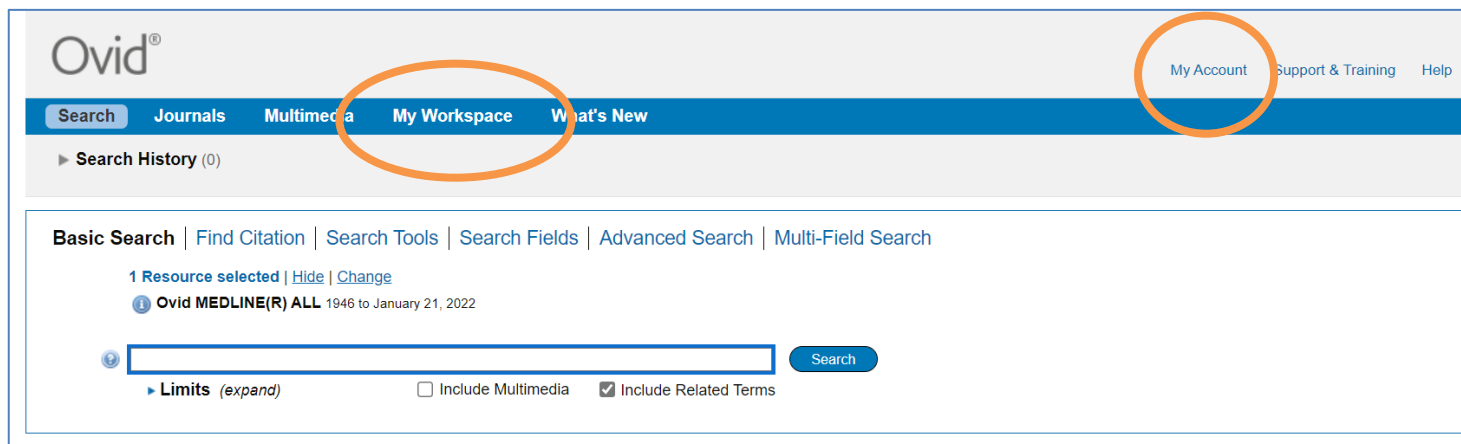 Ovid®
My Account Support & Training Help
Search Journals Multimedia My Workspace What's New
Search History (0)
Basic Search | Find Citation | Search Tools | Search Fields | Advanced Search | Multi-Field Search
1 Resource selected | Hide | Change
Ovid MEDLINE(R) ALL 1946 to January 21, 2022
Search
Limits (expand) Include Multimedia Include Related Terms